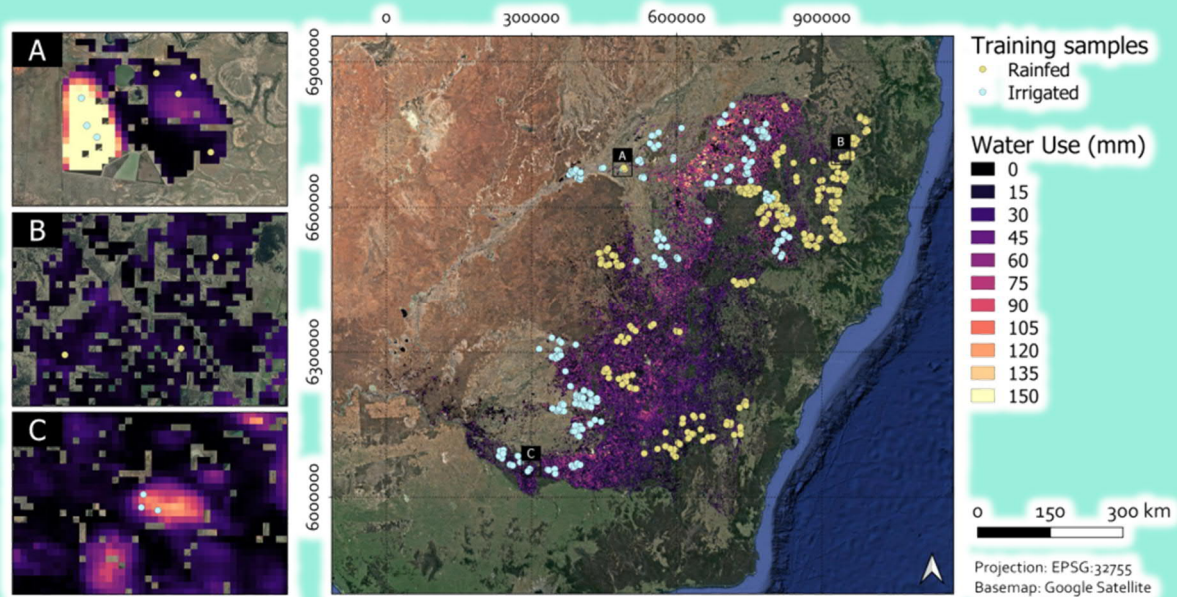 A
B
C
0 300000 600000 900000
6900000
6600000
6300000
6000000
A
B
C
Training samples
Rainfed
Irrigated
Water Use (mm)
0
15
30
45
60
75
90
105
120
135
150
0 150 300 km
Projection: EPSG:32755
Basemap: Google Satellite